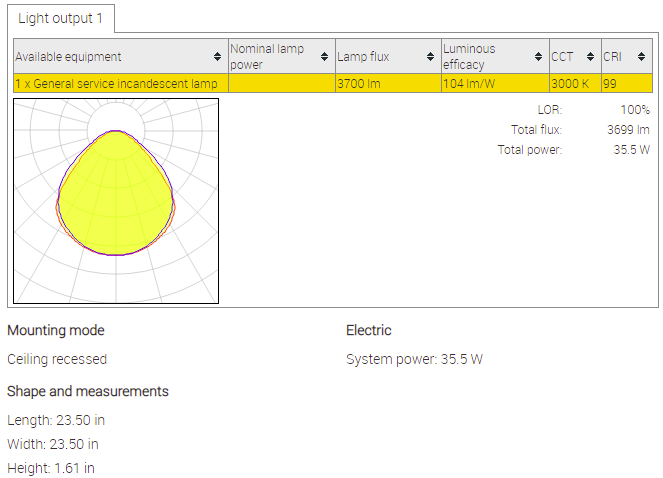 Light output 1
Available equipment Nominal lamp power Lamp flux Luminous efficacy CCT CRI
1 x General service incandescent lamp 3700 lm 104 lm/W 3000 K 99
LOR: 100%
Total flux: 3699 lm
Total power: 35.5 W
Mounting mode
Ceiling recessed
Electric
System power: 35.5 W
Shape and measurements
Length: 23.50 in
Width: 23.50 in
Height: 1.61 in